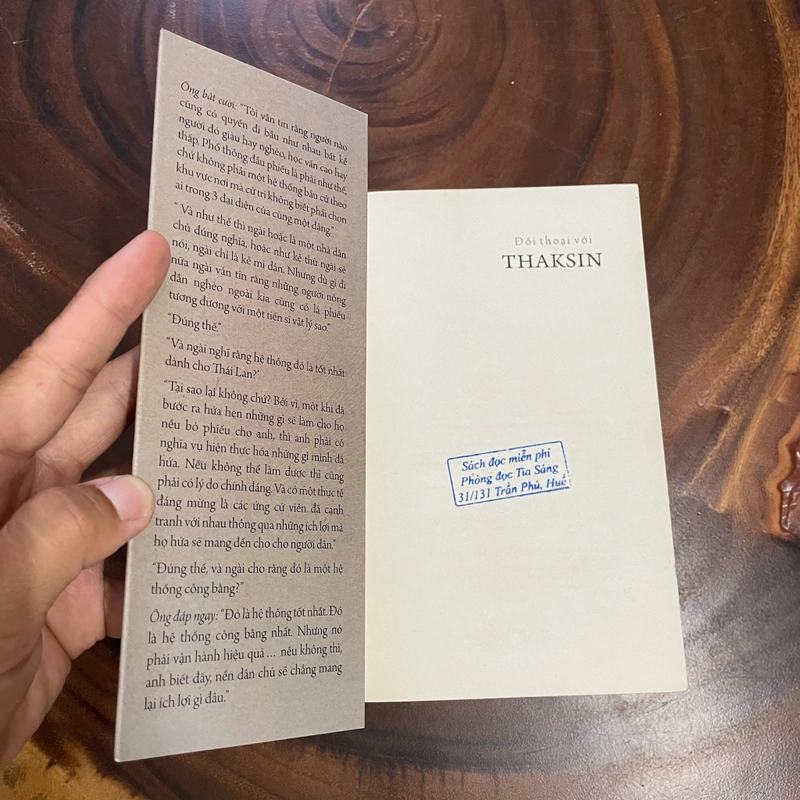 Ông bật cười: "Tôi vẫn tin rằng người nào
cũng có quyền đi bầu như nhau bất kể
người đó giàu hay nghèo, học vấn cao hay
thấp. Phổ thông đầu phiếu là phải như thế,
chứ không phải một hệ thống bầu cử theo
khu vực nơi mà cử tri không biết phải chọn
ai trong 3 đại diện của cùng một đảng."
"Và như thế thì ngài hoặc là một nhà dân
chủ đúng nghĩa, hoặc như kẻ thù ngài sẽ
nói, ngài chỉ là kẻ mị dân. Nhưng dù gì đi
nữa ngài vẫn tin rằng những người nông
dân nghèo ngoài kia cũng có lá phiếu
tương đương với một tiến sĩ vật lý sao."
"Đúng thế."
"Và ngài nghĩ rằng hệ thống đó là tốt nhất
dành cho Thái Lan?'
"Tại sao lại không chứ? Bởi vì, một khi đã
bước ra hứa hẹn những gì sẽ làm cho họ
nếu bỏ phiếu cho anh, thì anh phải có
nghĩa vụ hiện thực hóa những gì mình đã
hứa. Nếu không thể làm được thì cũng
phải có lý do chính đáng. Và có một thực tế
đáng mừng là các ứng cử viên đã cạnh
tranh với nhau thông qua những ích lợi mà
họ hứa sẽ mang đến cho cho người dân."
"Đúng thế, và ngài cho rằng đó là một hệ
thống công bằng?"
Ông đáp ngay: "Đó là hệ thống tốt nhất. Đó
là hệ thống công bằng nhất. Nhưng nó
phải vận hành hiệu quả... nếu không thì,
anh biết đấy, nền dân chủ sẽ chẳng mang
lại ích lợi gì đâu."
Đối thoại với
THAKSIN
Sách đọc miễn phí
Phòng đọc Tia Sáng
31/131 Trần Phú, Huế